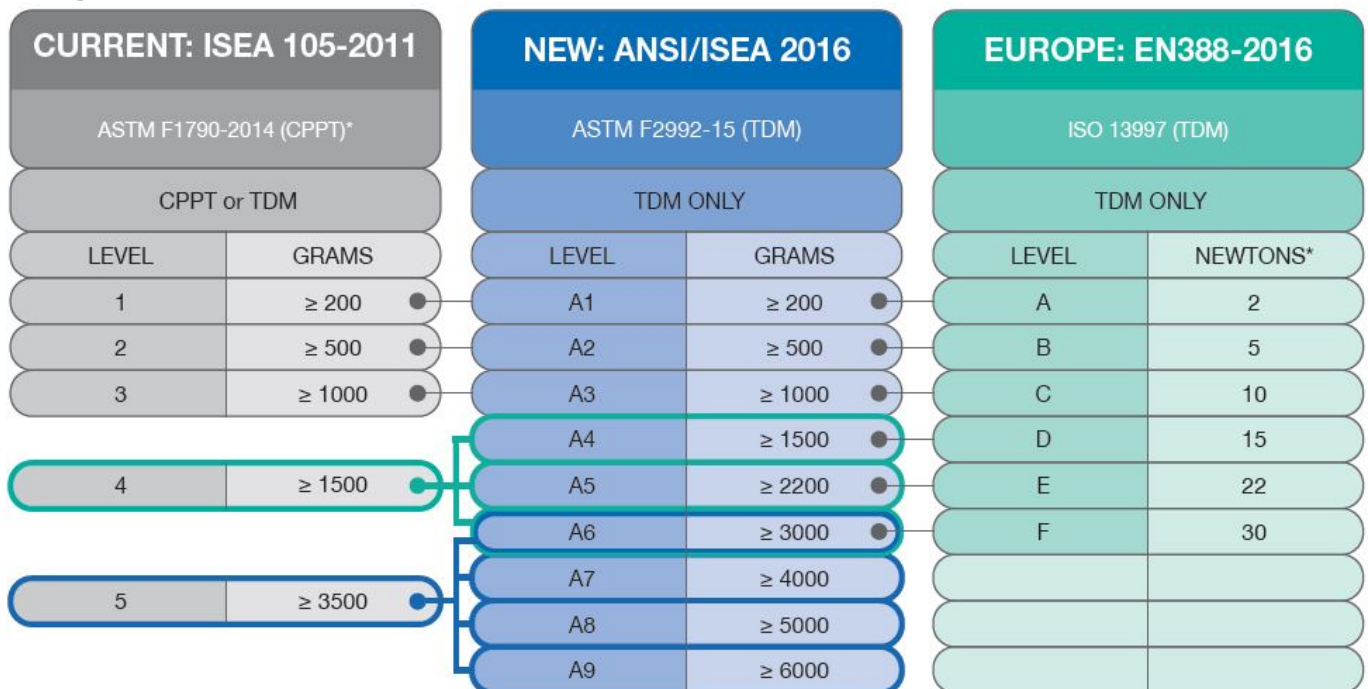 CURRENT: ISEA 105-2011
ASTM F1790-2014 (CPPT)*
CPPT or TDM
LEVEL GRAMS
1 ≥ 200
2 ≥ 500
3 ≥ 1000
4 ≥ 1500
5 ≥ 3500
NEW: ANSI/ISEA 2016
ASTM F2992-15 (TDM)
TDM ONLY
LEVEL GRAMS
A1 ≥ 200
A2 ≥ 500
A3 ≥ 1000
A4 ≥ 1500
A5 ≥ 2200
A6 ≥ 3000
A7 ≥ 4000
A8 ≥ 5000
A9 ≥ 6000
EUROPE: EN388-2016
ISO 13997 (TDM)
TDM ONLY
LEVEL NEWTONS*
A 2
B 5
C 10
D 15
E 22
F 30